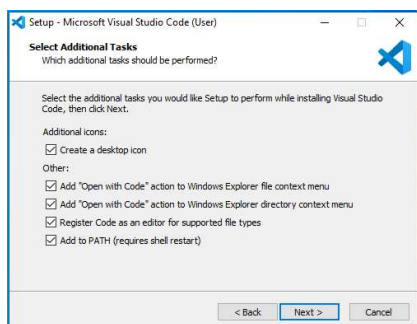 Setup - Microsoft Visual Studio Code (User)
Select Additional Tasks
Which additional tasks should be performed?
Select the additional tasks you would like Setup to perform while installing Visual Studio
Code, then click Next.
Additional icons:
Create a desktop icon
Other:
Add "Open with Code" action to Windows Explorer file context menu
Add "Open with Code" action to Windows Explorer directory context menu
Register Code as an editor for supported file types
Add to PATH (requires shell restart)
< Back Next > Cancel